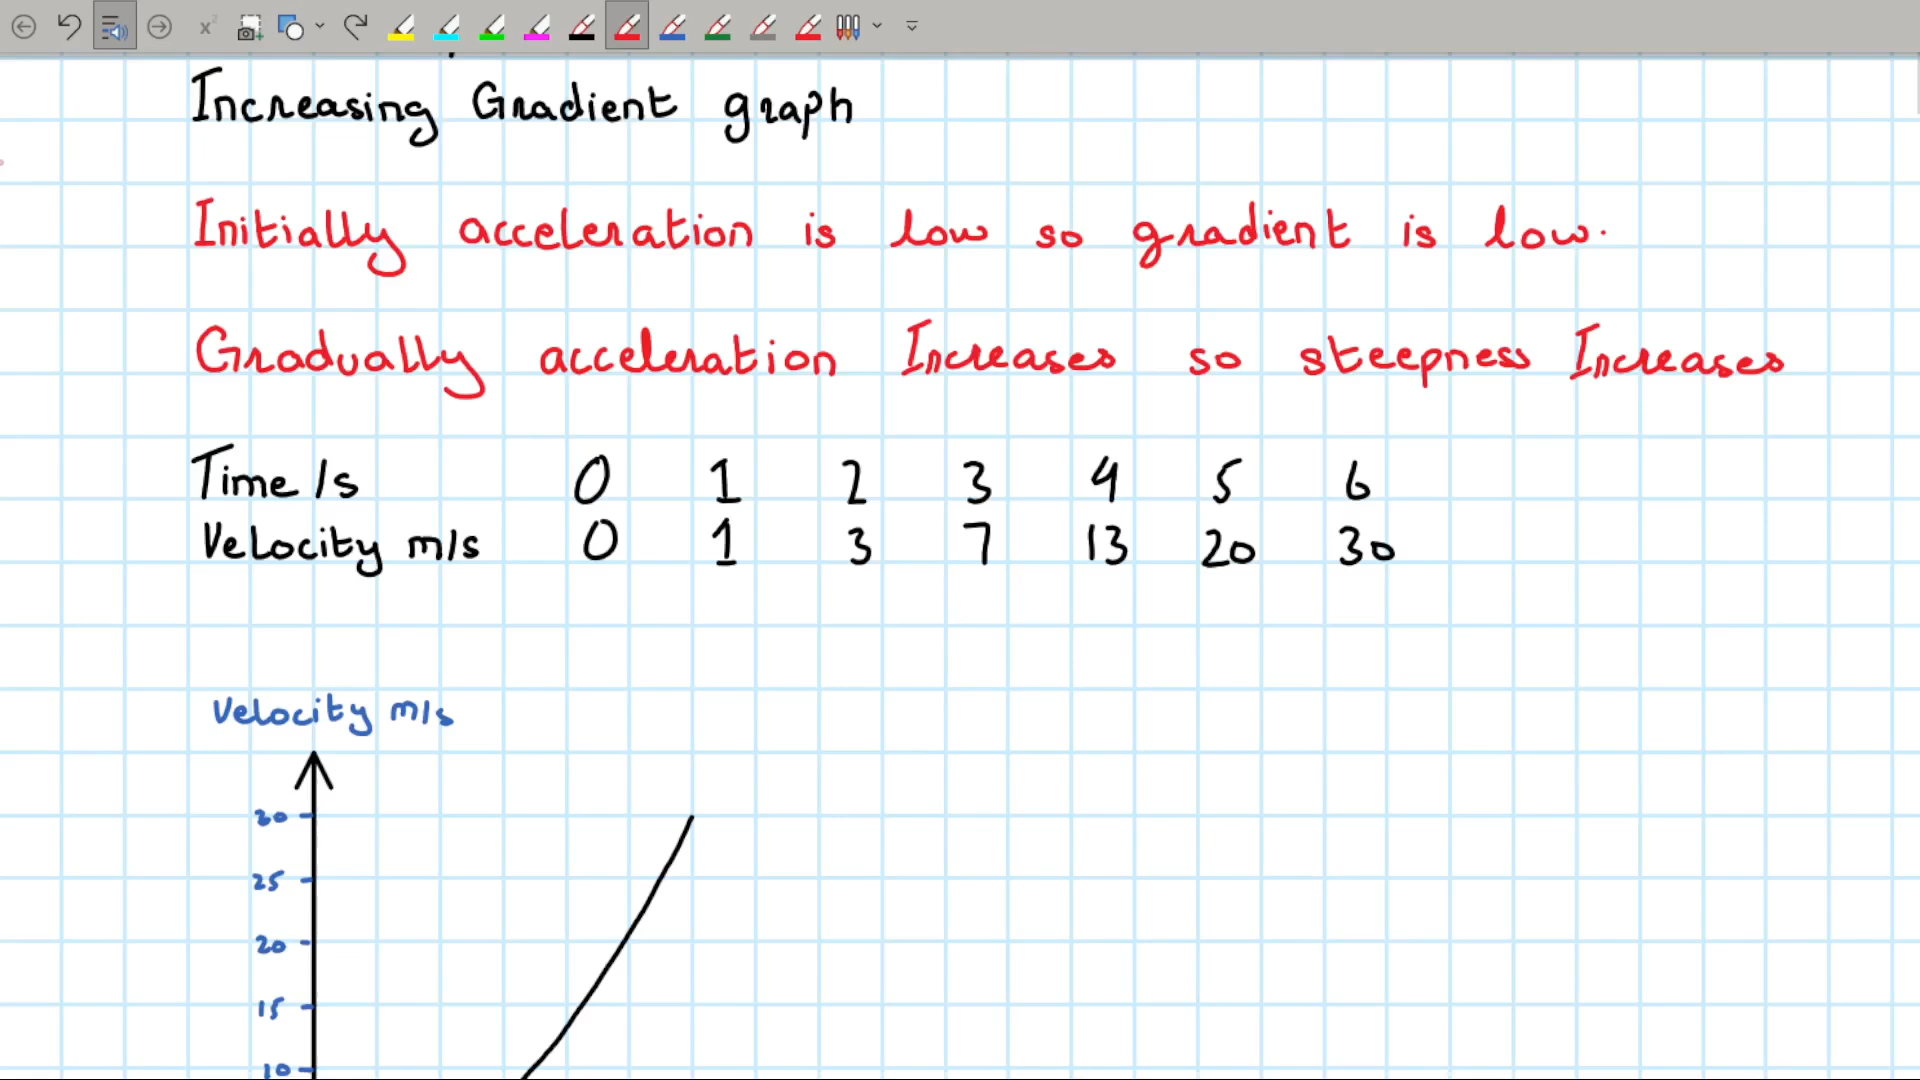 Increasing Gradient graph
Initially acceleration is low so gradient is low.
Gradually acceleration Increases so steepness Increases
Time /s 0 1 2 3 4 5 6
Velocity m/s 0 1 3 7 13 20 30
Velocity m/s
30
25
20
15
10